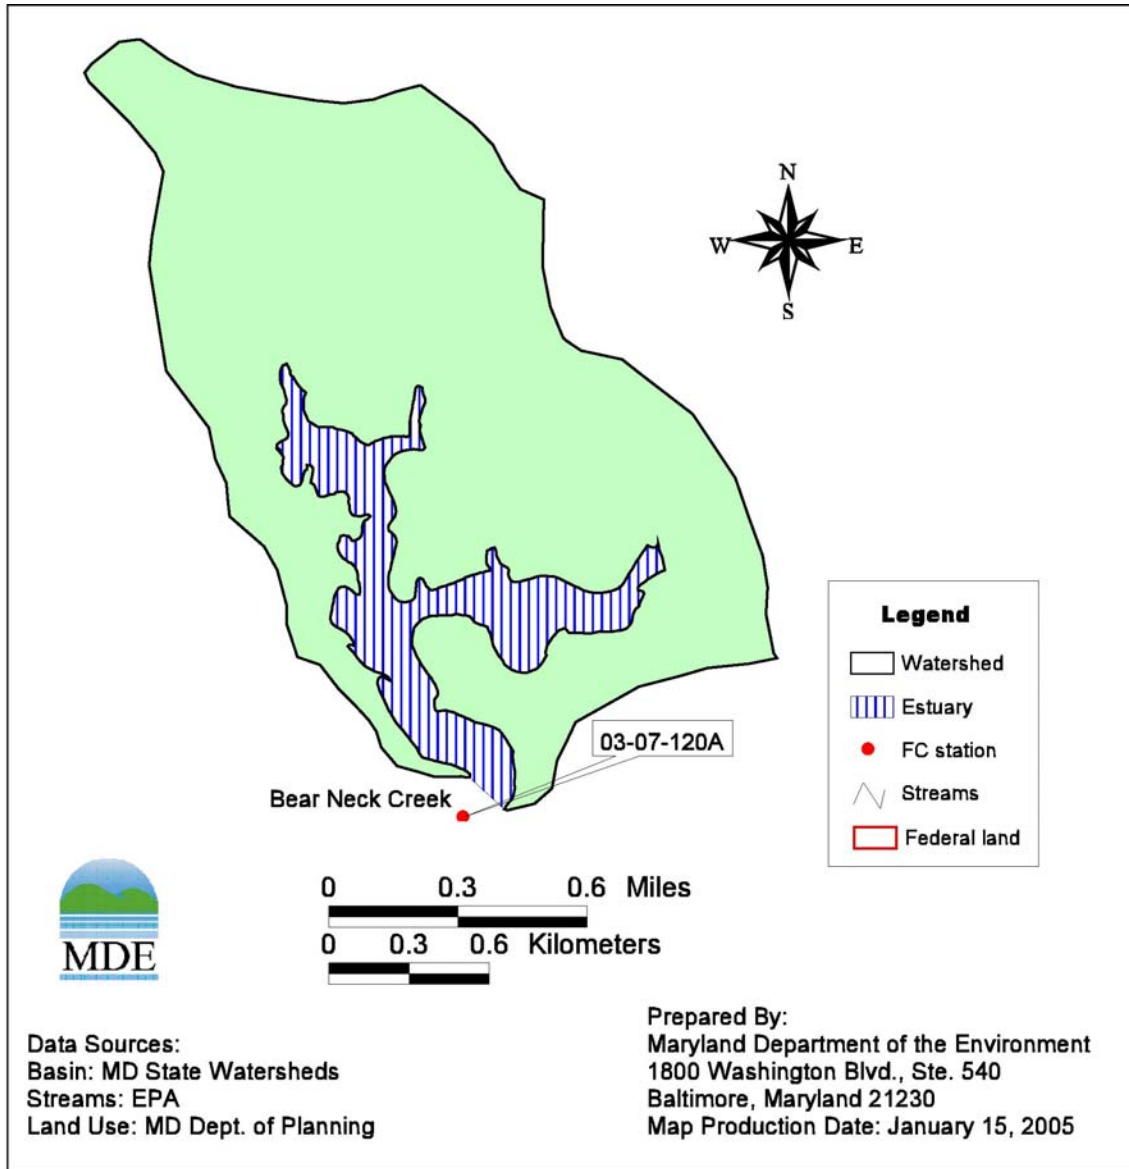 N
W E
S
Legend
Watershed
Estuary
FC station
Streams
Federal land
03-07-120A
Bear Neck Creek
0 0.3 0.6 Miles
0 0.3 0.6 Kilometers
MDE
Data Sources:
Basin: MD State Watersheds
Streams: EPA
Land Use: MD Dept. of Planning
Prepared By:
Maryland Department of the Environment
1800 Washington Blvd., Ste. 540
Baltimore, Maryland 21230
Map Production Date: January 15, 2005